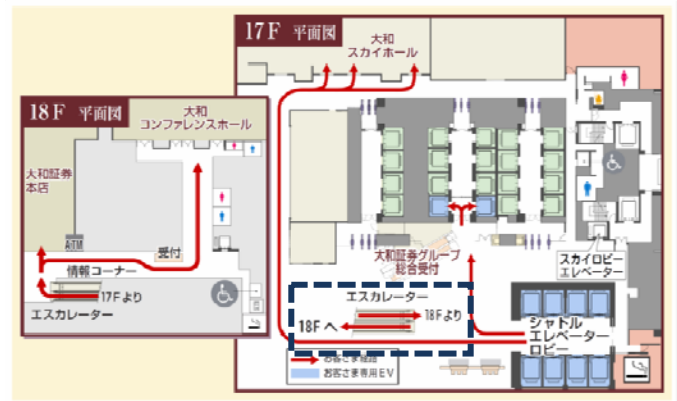 17F 平面図
大和
スカイホール
18F 平面図
大和
コンファレンスホール
大和証券
本店
ATM
受付
情報コーナー
17Fより
エスカレーター
大和証券グループ
総合受付
スカイロビー
エレベーター
エスカレーター
18Fより
18Fへ
シャトル
エレベーター
ロビー
お客さま経路
お客さま専用EV